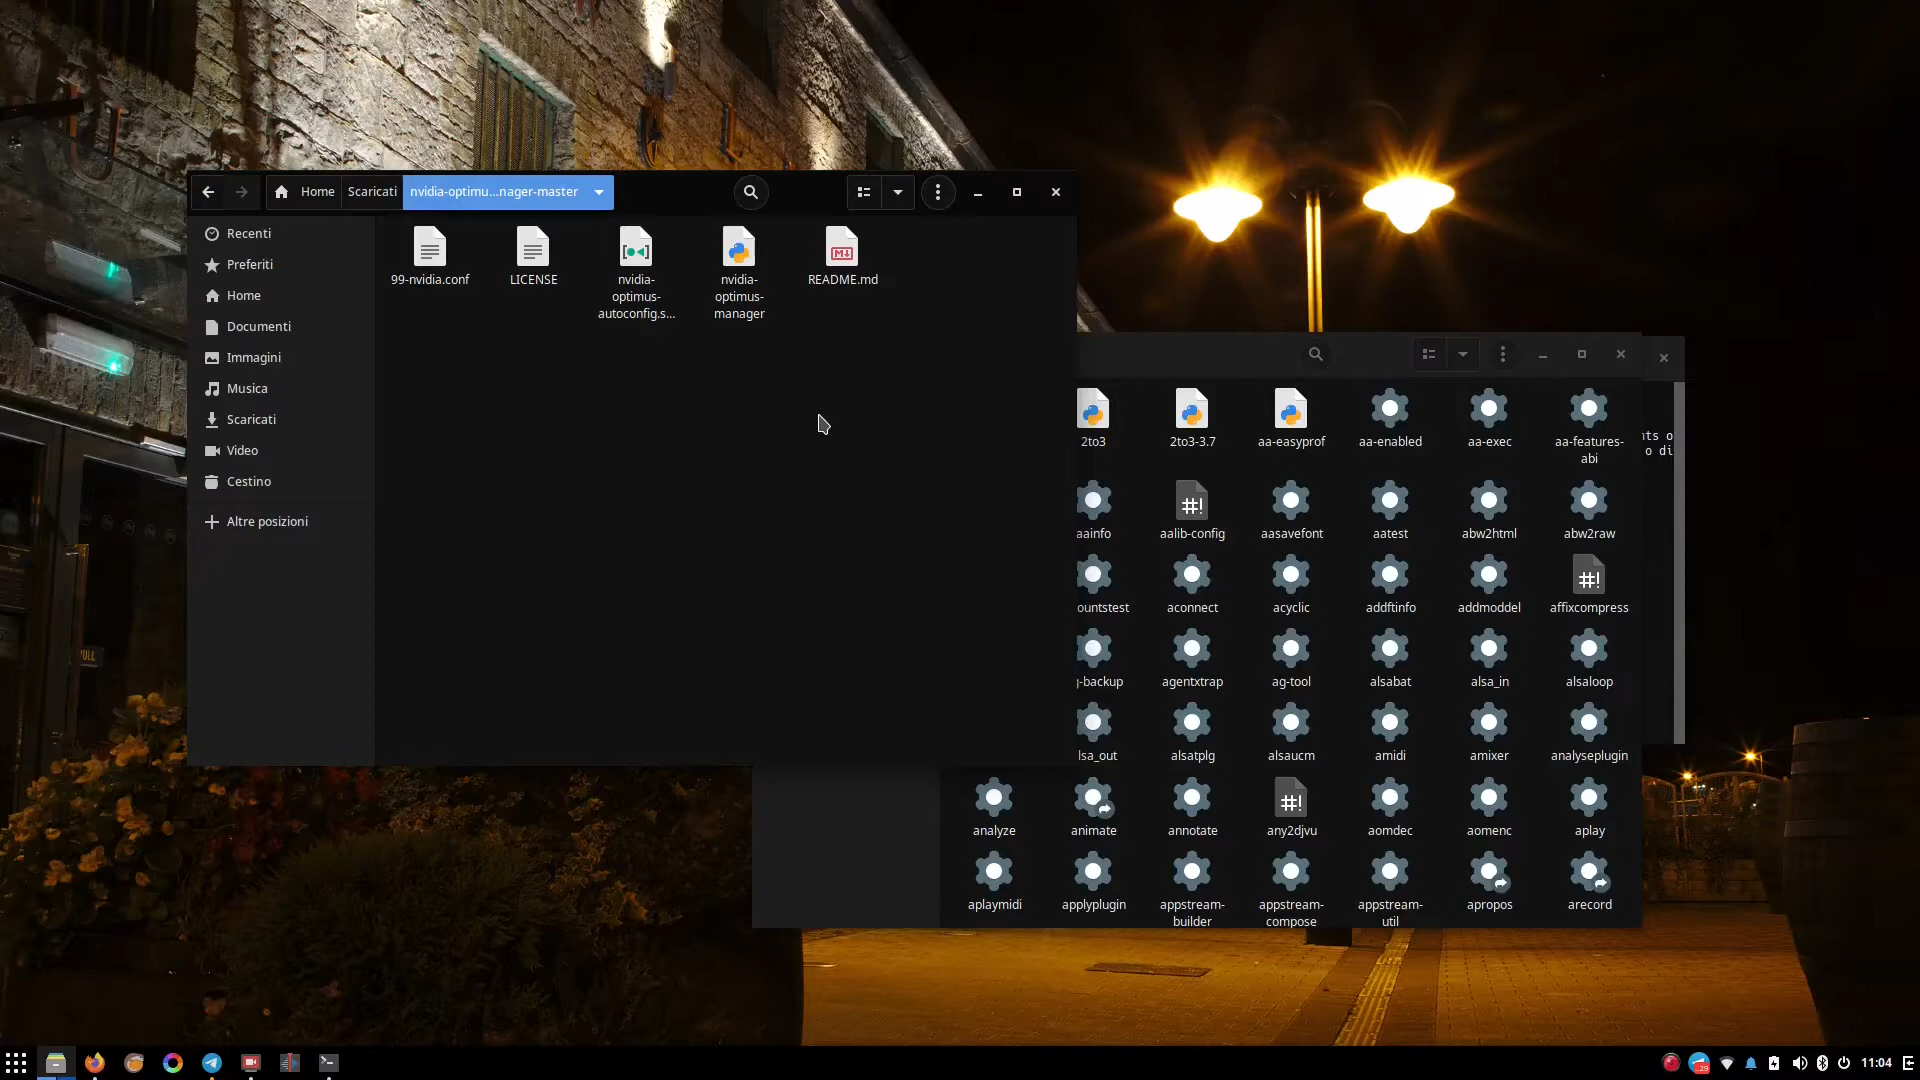 Home
Scaricati
nvidia-optimu...nager-master
Recenti
Preferiti
Home
Documenti
Immagini
Musica
Scaricati
Video
Cestino
Altre posizioni
99-nvidia.conf
LICENSE
nvidia-
optimus-
autoconfig.s...
nvidia-
optimus-
manager
README.md
2to3
2to3-3.7
aa-easyprof
aa-enabled
aa-exec
aa-features-
abi
nts o
o di
aainfo
aalib-config
aasavefont
aatest
abw2html
abw2raw
ountstest
aconnect
acyclic
addftinfo
addmoddel
affixcompress
-backup
agentxtrap
ag-tool
alsabat
alsa_in
alsaloop
lsa_out
alsatplg
alsaucm
amidi
amixer
analyseplugin
analyze
animate
annotate
any2djvu
aomdec
aomenc
aplay
aplaymidi
applyplugin
appstream-
builder
appstream-
compose
appstream-
util
apropos
arecord
PULL
29
11:04